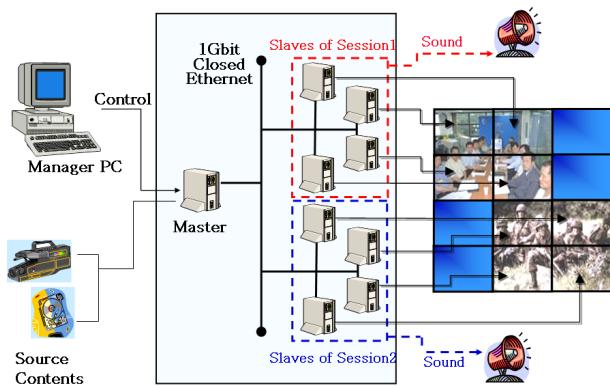 1Gbit
Closed
Ethernet
Slaves of Session1
Sound
Control
Manager PC
Master
Source
Contents
Slaves of Session2
Sound